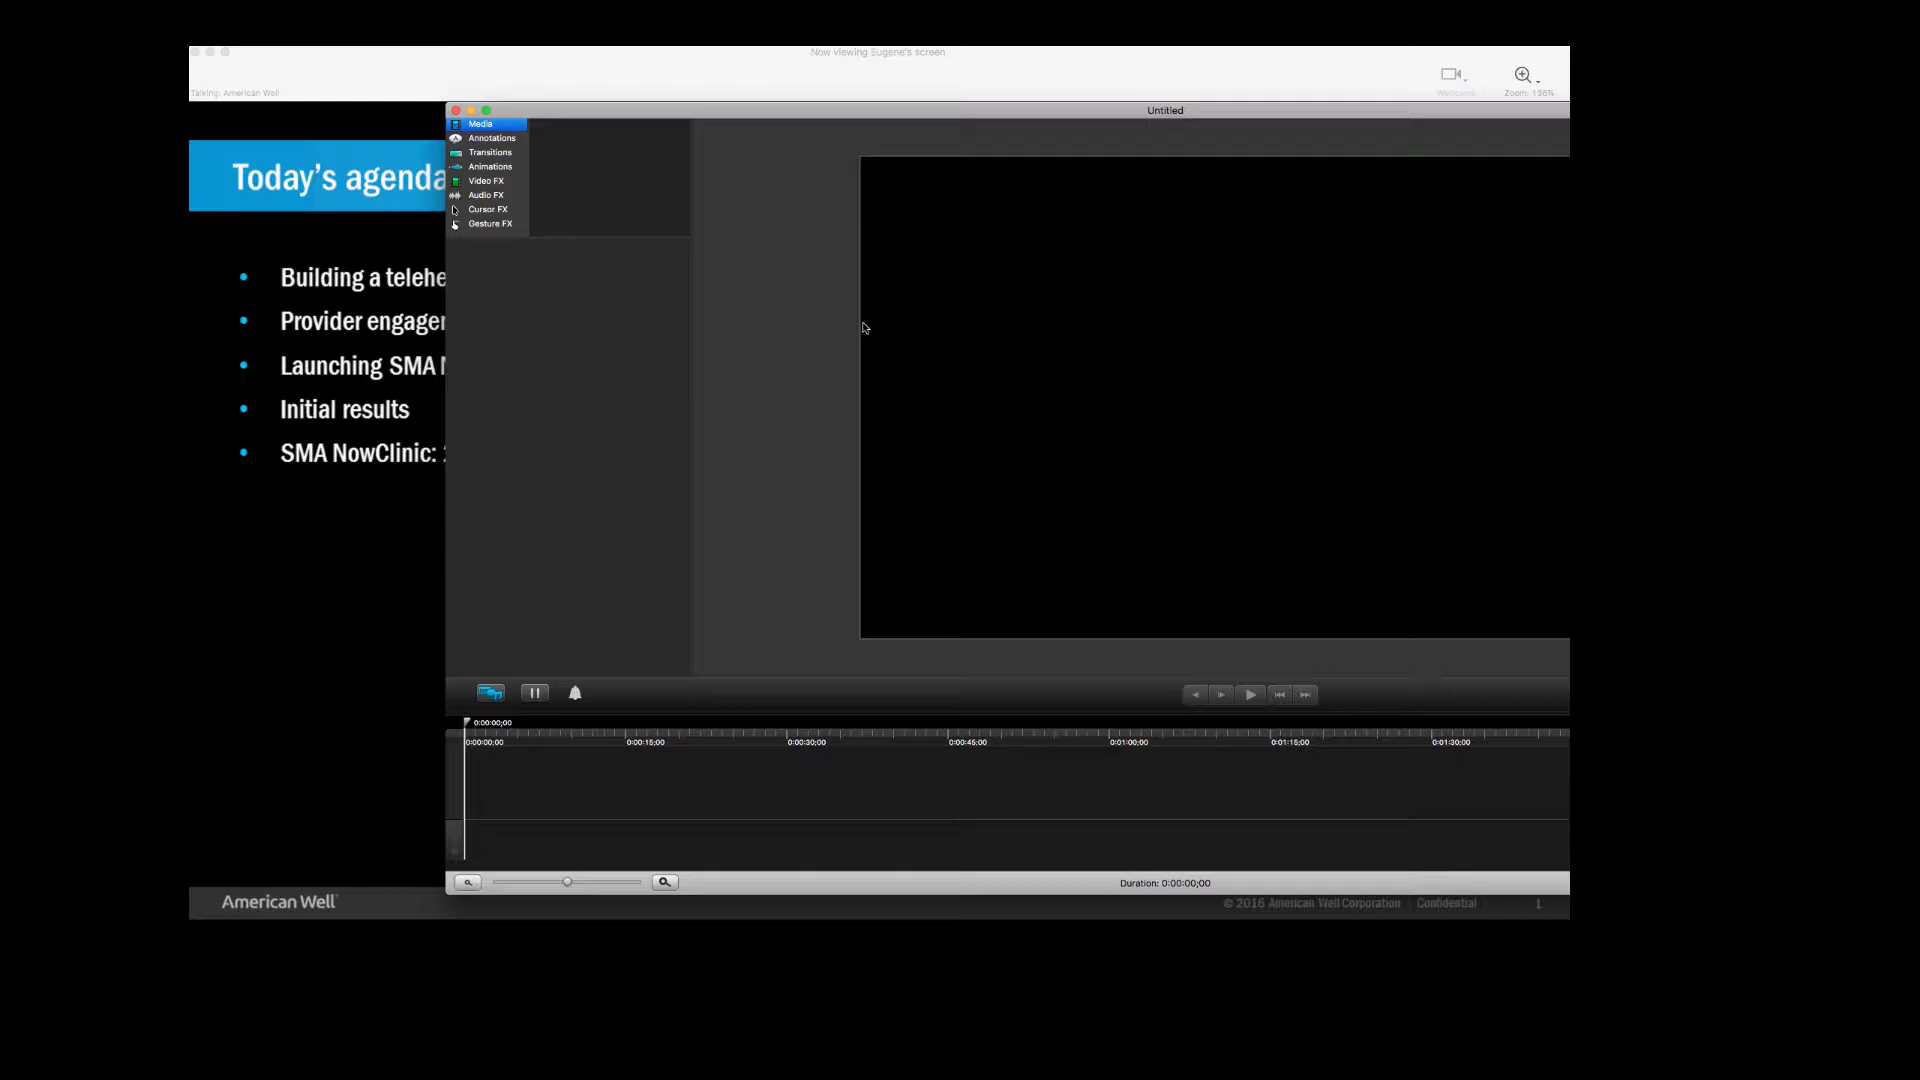 Now viewing Eugene's screen
Talking: American Well
Webcams
Zoom: 136%
Untitled
Media
Annotations
Transitions
Animations
Video FX
Audio FX
Cursor FX
Gesture FX
Today's agenda
• Building a telehe
• Provider engager
• Launching SMA
• Initial results
• SMA NowClinic:
0:00:00;00
0:00:00;00 0:00:15;00 0:00:30;00 0:00:45;00 0:01:00;00 0:01:15;00 0:01:30;00
Duration: 0:00:00;00
American Well
© 2016 American Well Corporation | Confidential 1